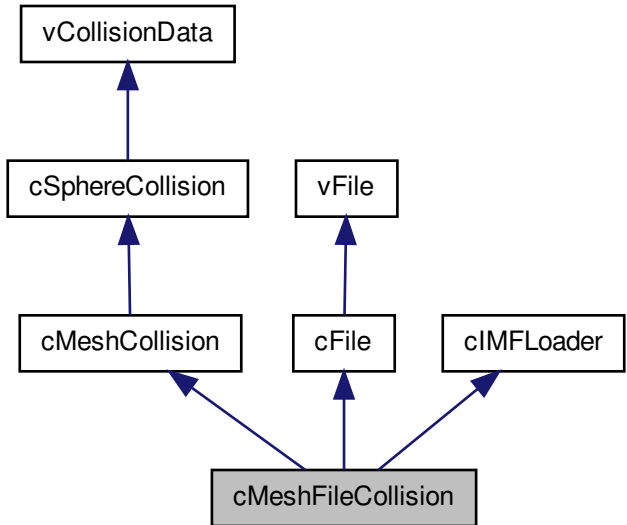 vCollisionData
cSphereCollision
vFile
cMeshCollision
cFile
cIMFLoader
cMeshFileCollision